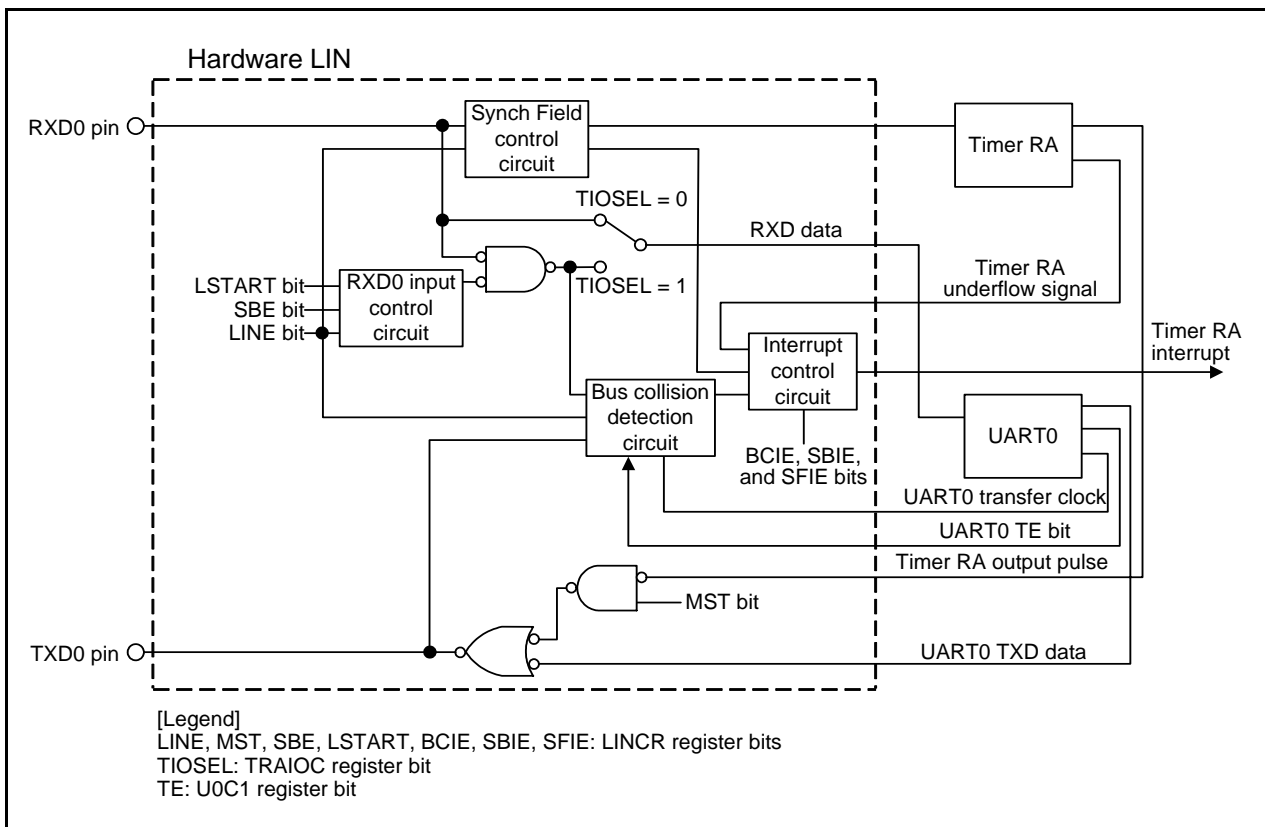 Hardware LIN
RXD0 pin
Synch Field
control
circuit
Timer RA
TIOSEL = 0
RXD data
TIOSEL = 1
Timer RA
underflow signal
LSTART bit
SBE bit
LINE bit
RXD0 input
control
circuit
Interrupt
control
circuit
Timer RA
interrupt
Bus collision
detection
circuit
UART0
BCIE, SBIE,
and SFIE bits
UART0 transfer clock
UART0 TE bit
Timer RA output pulse
MST bit
TXD0 pin
UART0 TXD data
[Legend]
LINE, MST, SBE, LSTART, BCIE, SBIE, SFIE: LINCR register bits
TIOSEL: TRAIOC register bit
TE: U0C1 register bit